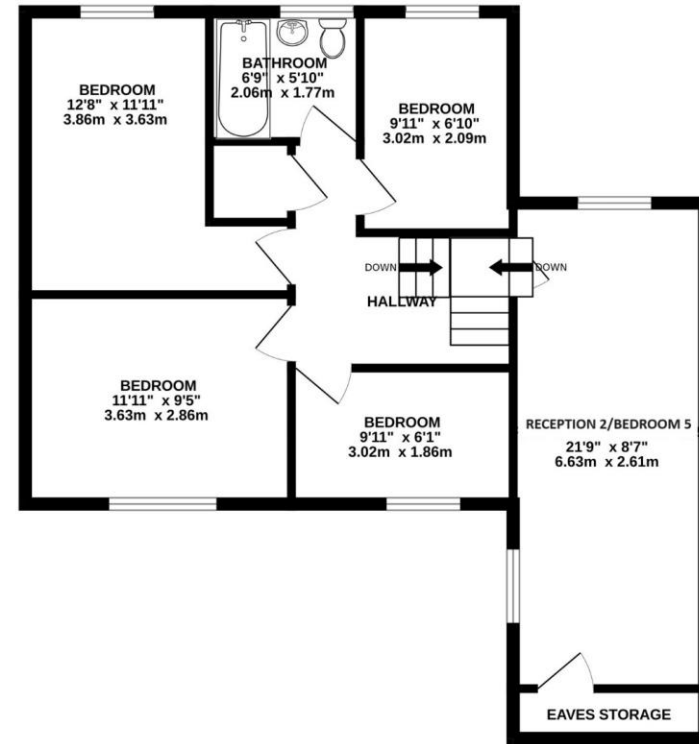 BEDROOM
12'8" x 11'11"
3.86m x 3.63m
BATHROOM
6'9" x 5'10"
2.06m x 1.77m
BEDROOM
9'11" x 6'10"
3.02m x 2.09m
DOWN
DOWN
HALLWAY
BEDROOM
11'11" x 9'5"
3.63m x 2.86m
BEDROOM
9'11" x 6'1"
3.02m x 1.86m
RECEPTION 2/BEDROOM 5
21'9" x 8'7"
6.63m x 2.61m
EAVES STORAGE